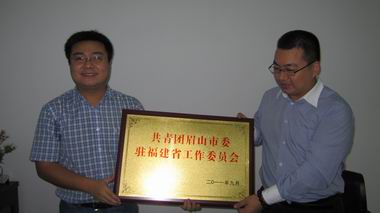 共青团眉山市委
驻福建省工作委员会
二〇一一年九月